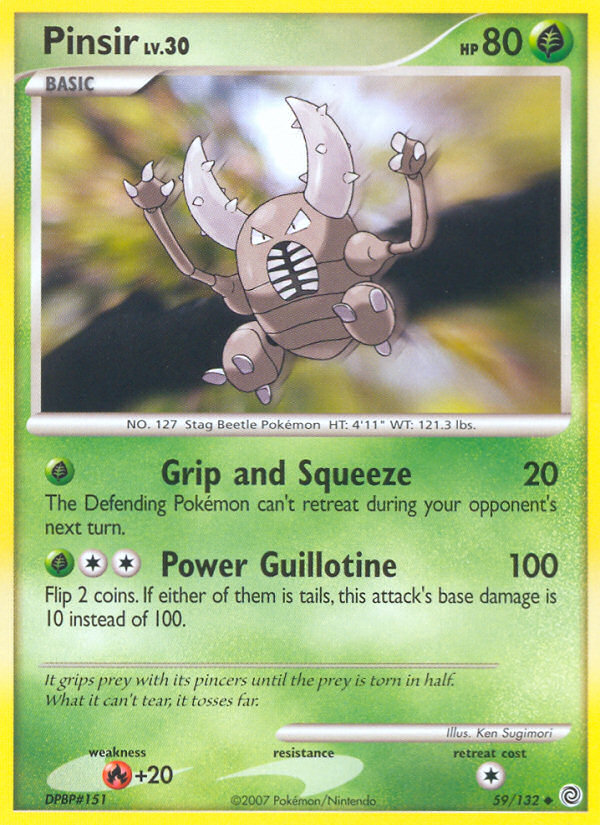 Pinsir LV.30
HP 80
BASIC
NO. 127 Stag Beetle Pokémon HT: 4'11" WT: 121.3 lbs.
Grip and Squeeze 20
The Defending Pokémon can't retreat during your opponent's
next turn.
Power Guillotine 100
Flip 2 coins. If either of them is tails, this attack's base damage is
10 instead of 100.
It grips prey with its pincers until the prey is torn in half.
What it can't tear, it tosses far.
Illus. Ken Sugimori
weakness resistance retreat cost
+20
DPBP#151 ©2007 Pokémon/Nintendo 59/132